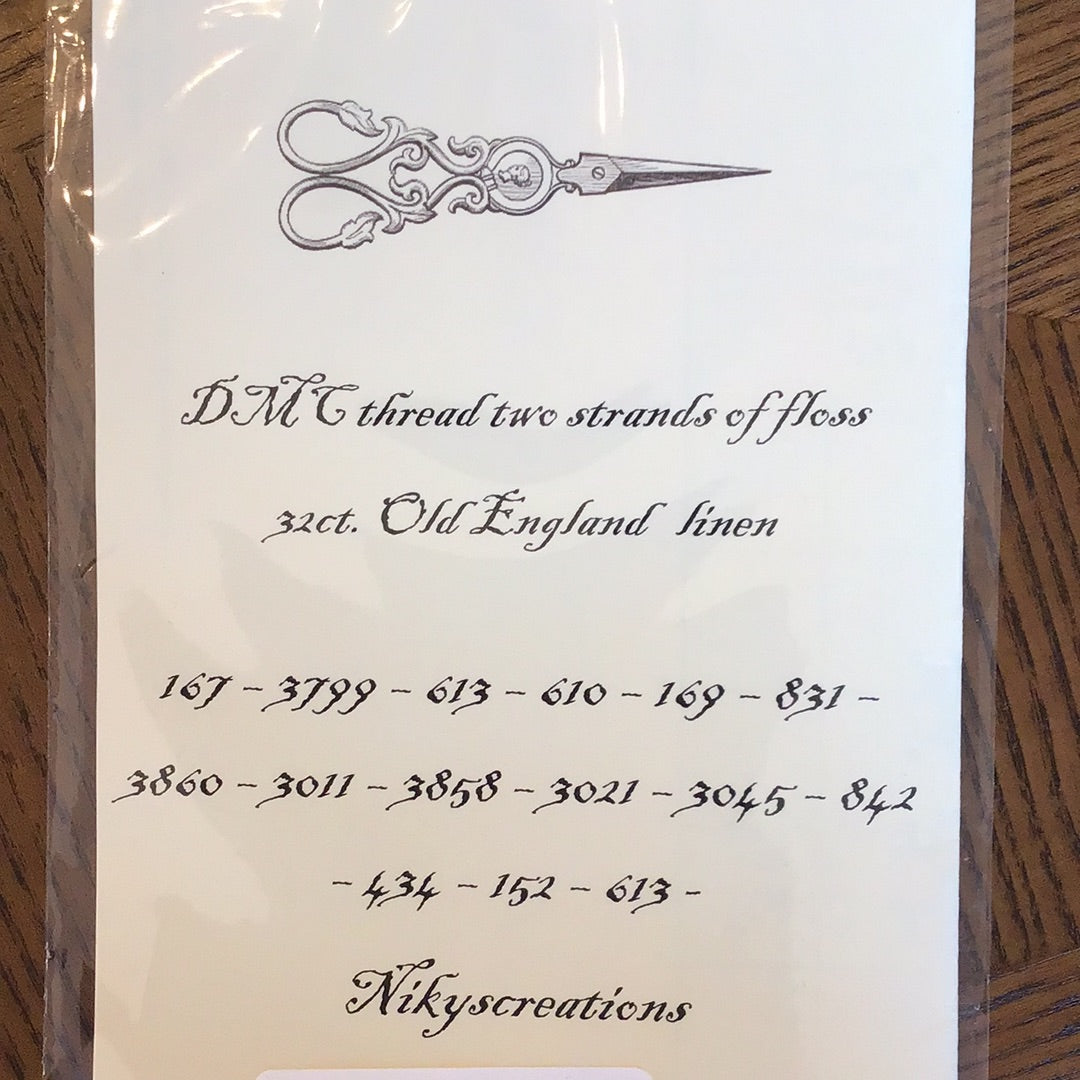 DMC thread two strands of floss
32ct. Old England linen
167 - 3799 - 613 - 610 - 169 - 831 -
3860 - 3011 - 3858 - 3021 - 3045 - 842
- 434 - 152 - 613 -
Nikyscreations